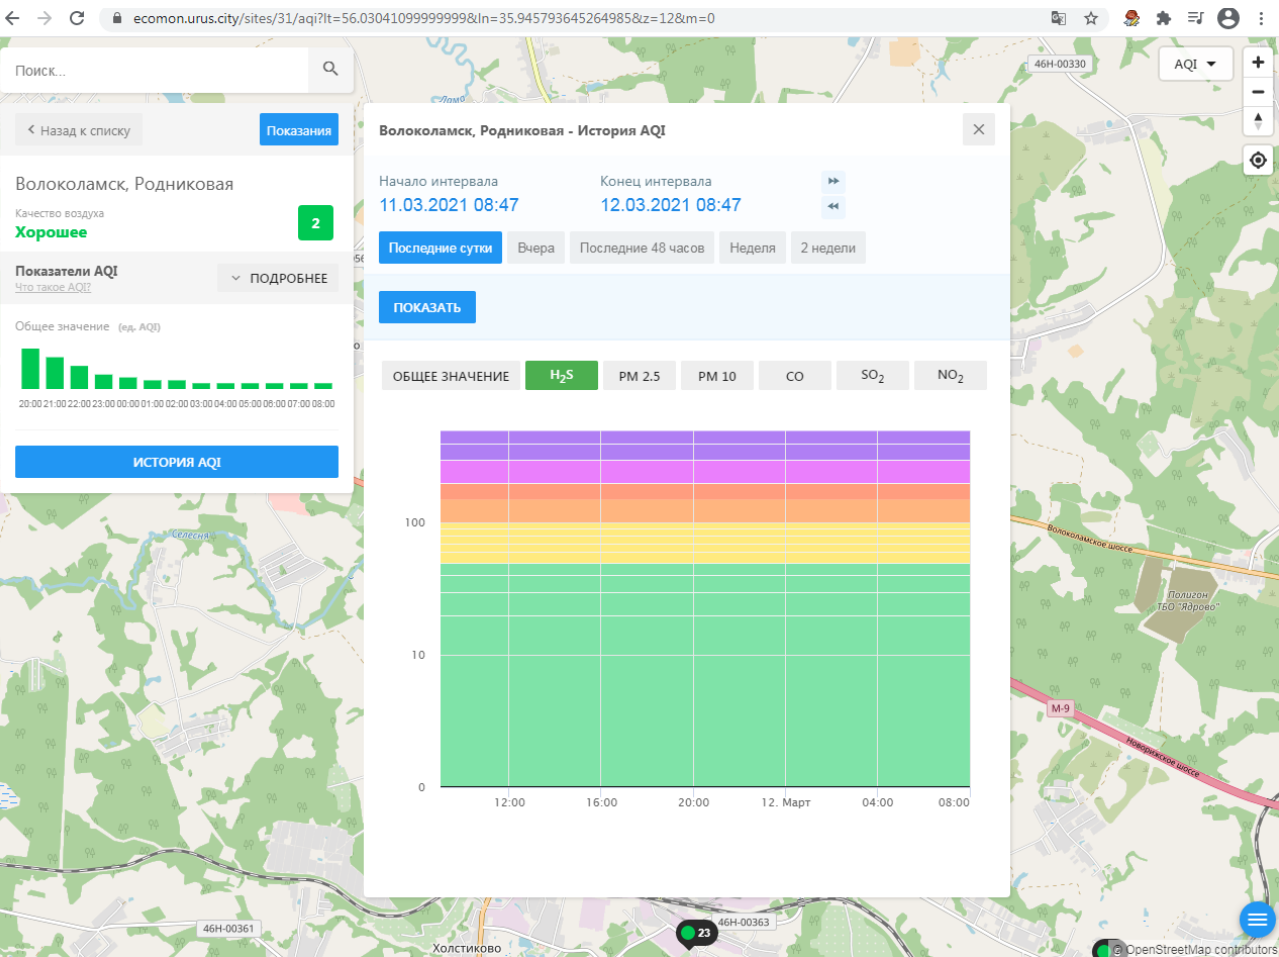 ecomon.urus.city/sites/31/aqi?lt=56.03041099999999&ln=35.945793645264985&z=12&m=0
Поиск...
Ламо
46Н-00330
AQI
Назад к списку
Показания
Волоколамск, Родниковая - История AQI
Волоколамск, Родниковая
Начало интервала
Конец интервала
11.03.2021 08:47
12.03.2021 08:47
Качество воздуха
Хорошее
2
Последние сутки
Вчера
Последние 48 часов
Неделя
2 недели
Показатели AQI
Что такое AQI?
ПОДРОБНЕЕ
ПОКАЗАТЬ
Общее значение (ед. AQI)
20:00 21:00 22:00 23:00 00:00 01:00 02:00 03:00 04:00 05:00 06:00 07:00 08:00
ОБЩЕЕ ЗНАЧЕНИЕ
H2S
PM 2.5
PM 10
CO
SO2
NO2
ИСТОРИЯ AQI
100
10
0
12:00
16:00
20:00
12. Март
04:00
08:00
Селесня
Волоколамское шоссе
Полигон
ТБО "Ядрово"
М-9
Новорижское шоссе
46Н-00361
46Н-00363
23
Холстиково
© OpenStreetMap contributors